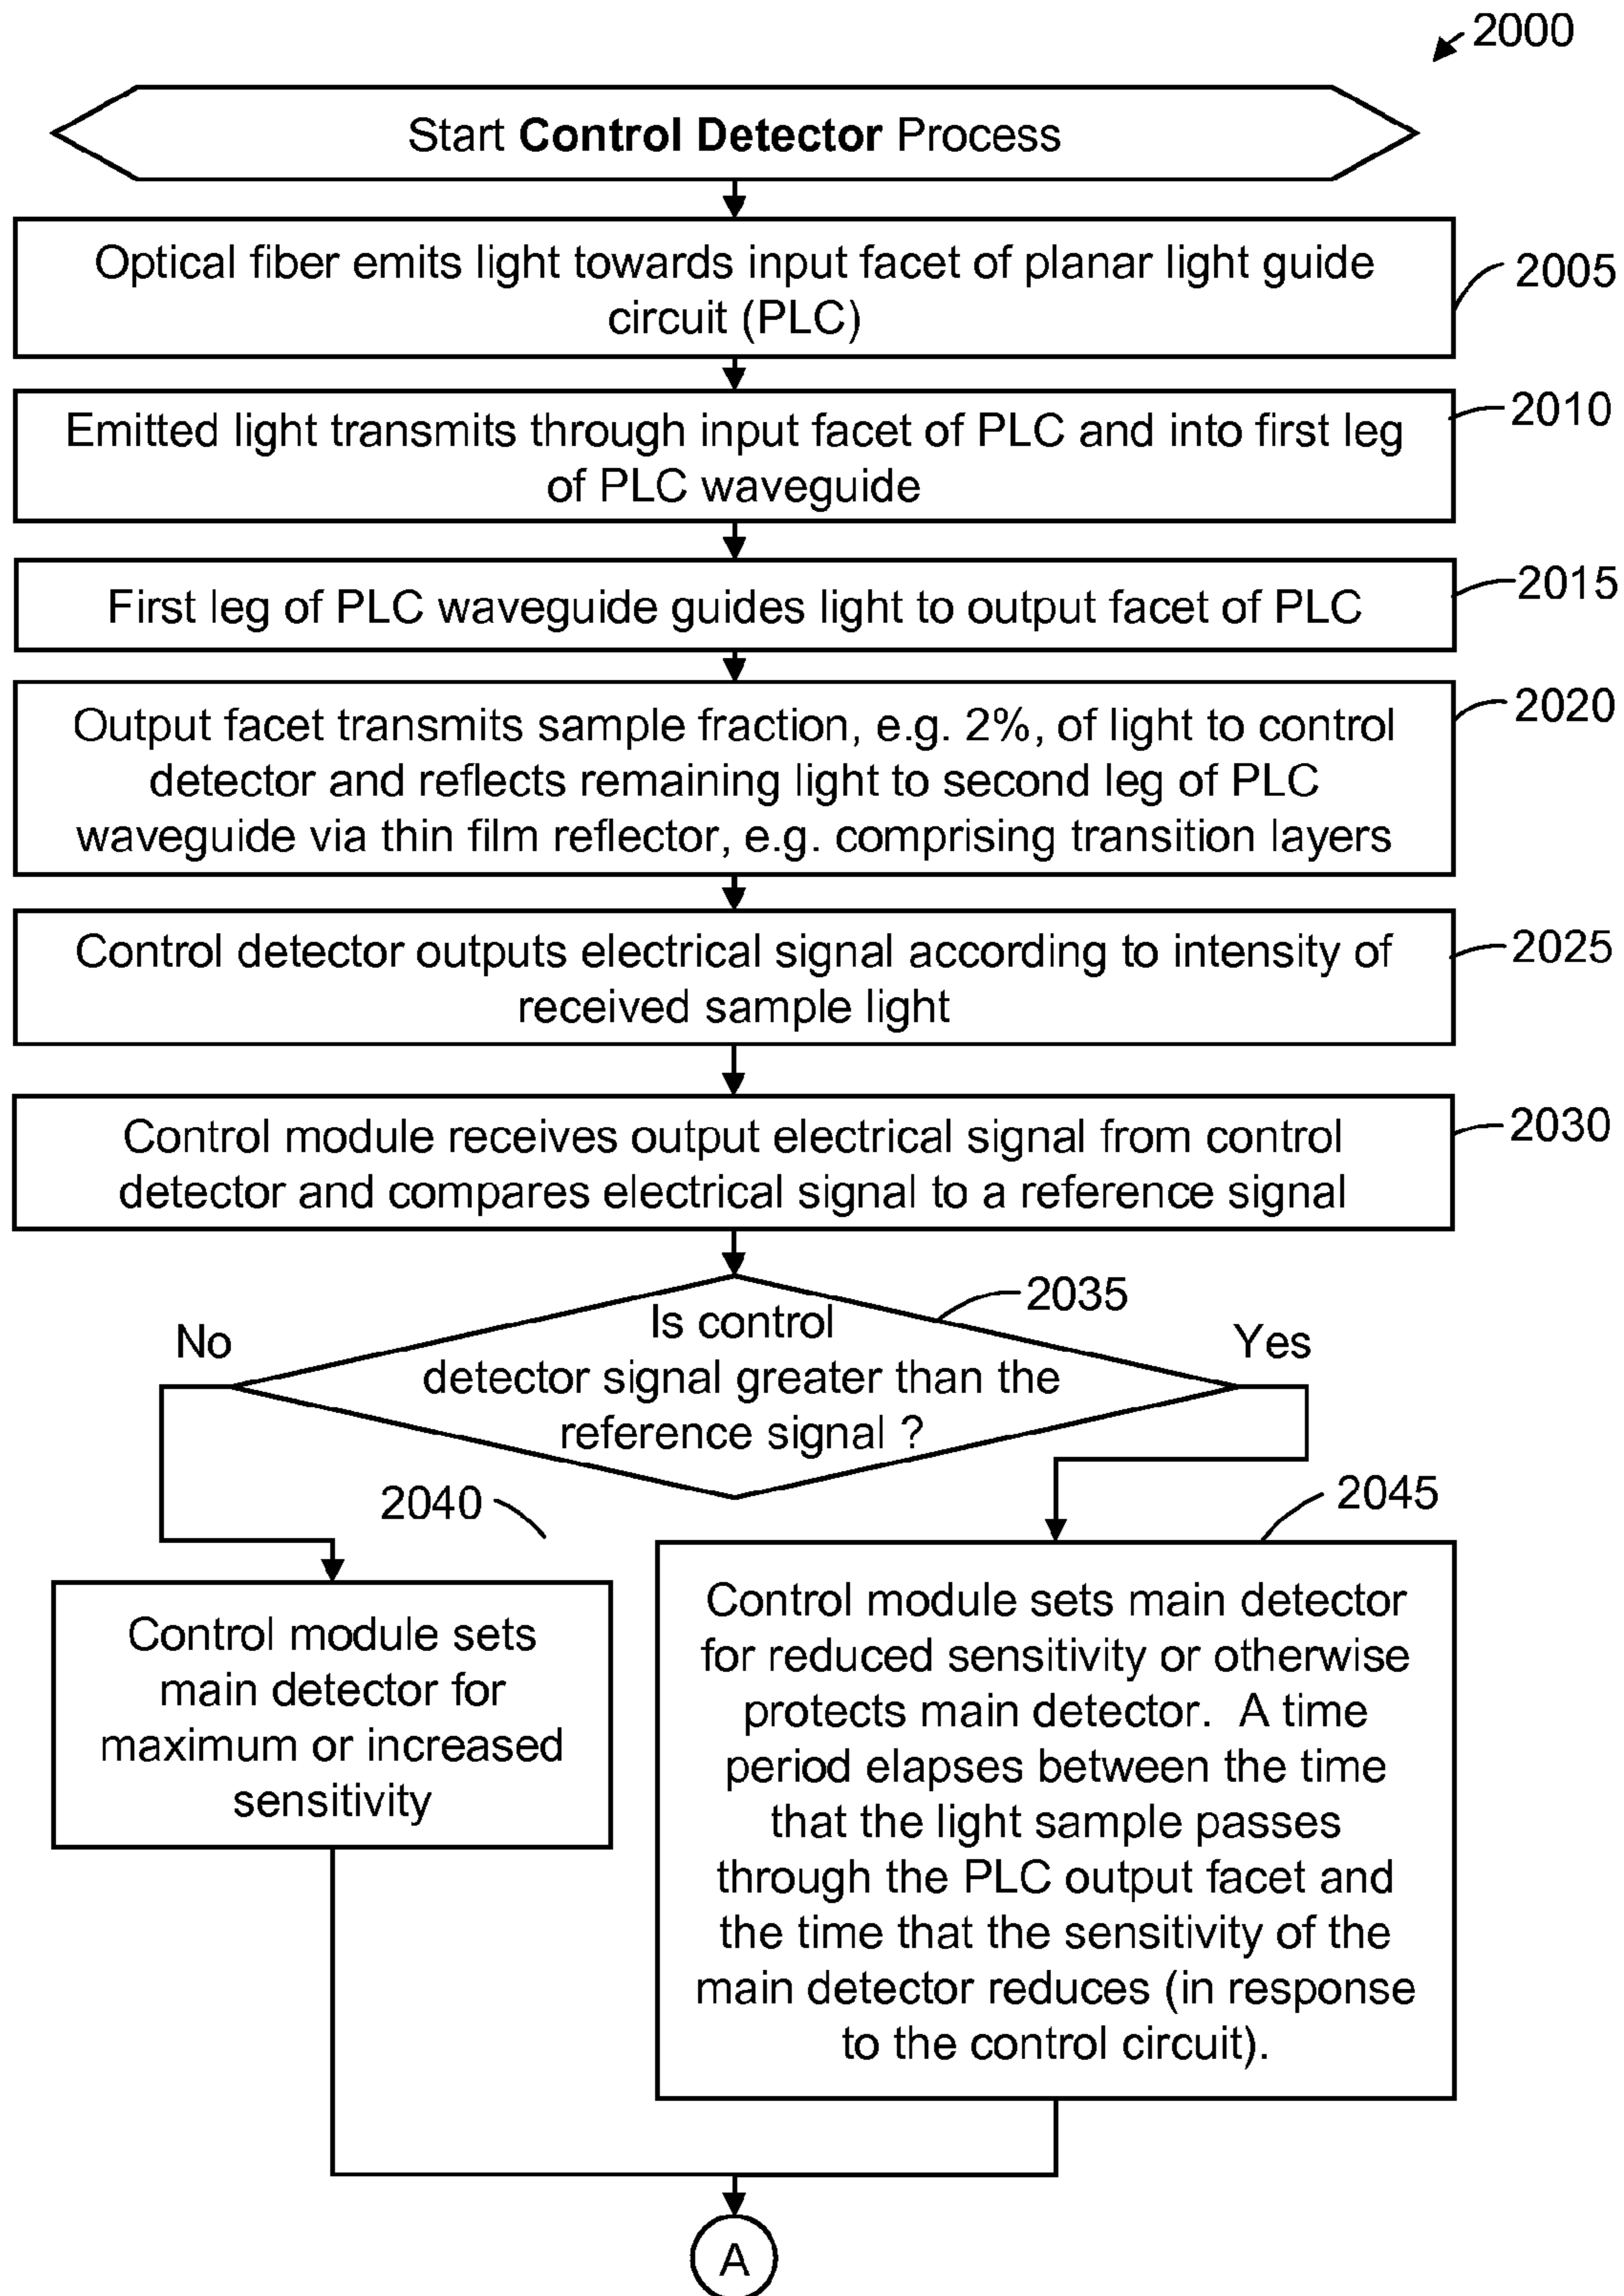 2000
Start Control Detector Process
Optical fiber emits light towards input facet of planar light guide
circuit (PLC)
2005
Emitted light transmits through input facet of PLC and into first leg
of PLC waveguide
2010
First leg of PLC waveguide guides light to output facet of PLC
2015
Output facet transmits sample fraction, e.g. 2%, of light to control
detector and reflects remaining light to second leg of PLC
waveguide via thin film reflector, e.g. comprising transition layers
2020
Control detector outputs electrical signal according to intensity of
received sample light
2025
Control module receives output electrical signal from control
detector and compares electrical signal to a reference signal
2030
Is control
detector signal greater than the
reference signal ?
2035
No
Yes
2040
Control module sets
main detector for
maximum or increased
sensitivity
2045
Control module sets main detector
for reduced sensitivity or otherwise
protects main detector. A time
period elapses between the time
that the light sample passes
through the PLC output facet and
the time that the sensitivity of the
main detector reduces (in response
to the control circuit).
A